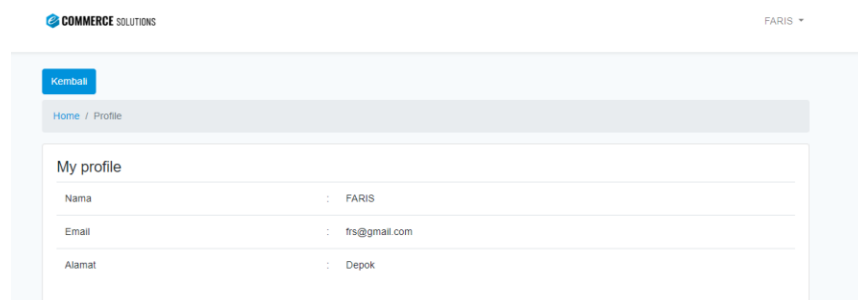 COMMERCE SOLUTIONS
FARIS
Kembali
Home / Profile
My profile
Nama : FARIS
Email : frs@gmail.com
Alamat : Depok